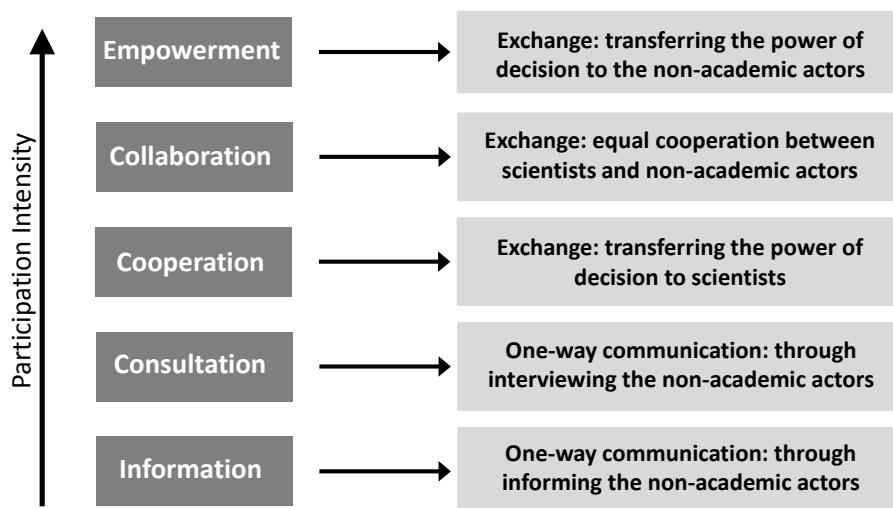 Participation Intensity
Empowerment
Exchange: transferring the power of
decision to the non-academic actors
Collaboration
Exchange: equal cooperation between
scientists and non-academic actors
Cooperation
Exchange: transferring the power of
decision to scientists
Consultation
One-way communication: through
interviewing the non-academic actors
Information
One-way communication: through
informing the non-academic actors